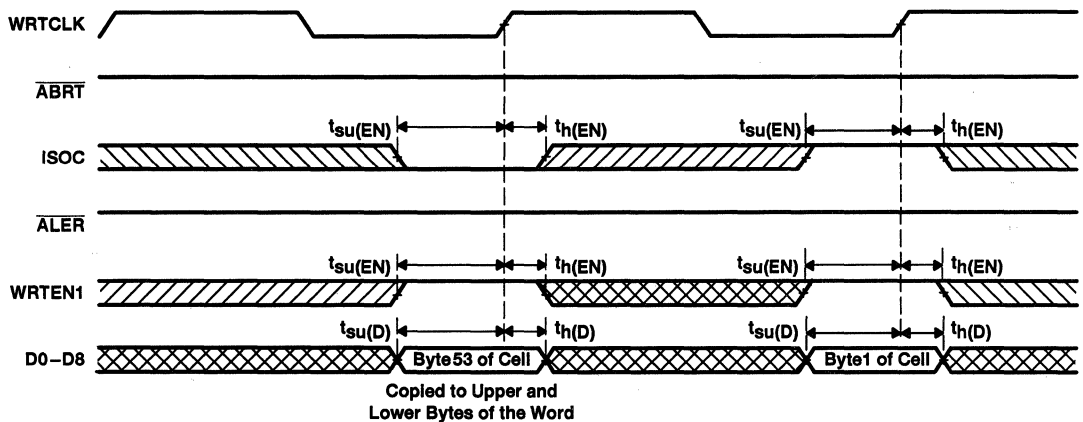 WRTCLK
ABRT
tsu(EN) th(EN) tsu(EN) th(EN)
ISOC
ALER
tsu(EN) th(EN) tsu(EN) th(EN)
WRTEN1
tsu(D) th(D) tsu(D) th(D)
D0–D8 Byte 53 of Cell Byte 1 of Cell
Copied to Upper and
Lower Bytes of the Word